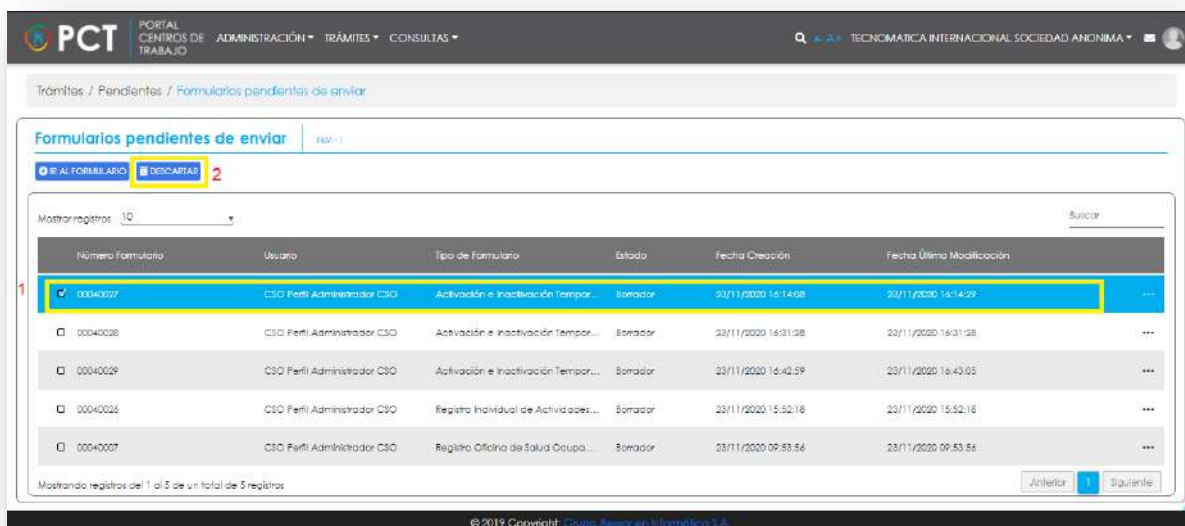 PCT PORTAL CENTROS DE TRABAJO ADMINISTRACIÓN TRÁMITES CONSULTAS TECNOMATICA INTERNACIONAL SOCIEDAD ANONIMA
Trámites / Pendientes / Formularios pendientes de enviar
Formularios pendientes de enviar FRM - 1
IR AL FORMULARIO DESCARTAR 2
Mostrar registros 10 Buscar
Número Formulario Usuario Tipo de Formulario Estado Fecha Creación Fecha Última Modificación
1 00040027 CSO Perfil Administrador CSO Activación e Inactivación Tempor... Borrador 23/11/2020 16:14:08 23/11/2020 16:14:29 ...
00040028 CSO Perfil Administrador CSO Activación e Inactivación Tempor... Borrador 23/11/2020 16:31:28 23/11/2020 16:31:28 ...
00040029 CSO Perfil Administrador CSO Activación e Inactivación Tempor... Borrador 23/11/2020 16:42:59 23/11/2020 16:43:05 ...
00040026 CSO Perfil Administrador CSO Registro Individual de Actividades... Borrador 23/11/2020 15:52:18 23/11/2020 15:52:18 ...
00040007 CSO Perfil Administrador CSO Registro Oficina de Salud Ocupa... Borrador 23/11/2020 09:53:56 23/11/2020 09:53:56 ...
Mostrando registros del 1 al 5 de un total de 5 registros Anterior 1 Siguiente
© 2019 Copyright: Grupo Asesor en Informática S.A.